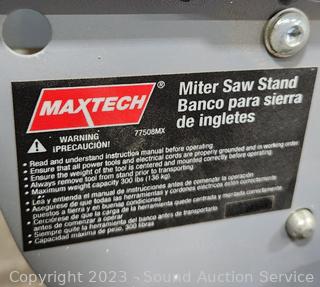 MAXTECH®
77508MX
Miter Saw Stand
Banco para sierra
de ingletes
WARNING
¡PRECAUCIÓN!
• Read and understand instruction manual before operating.
• Ensure that all power tools and electrical cords are properly grounded and in working order.
• Ensure the weight of the tool is centered and mounted correctly before operating.
• Always remove tool from stand prior to transporting.
• Maximum weight capacity 300 lbs (136 kg).
• Lea y entienda el manual de instrucciones antes de comenzar a operar.
• Asegúrese de que todas las herramientas y cordones eléctricos estén correctamente
puestos a tierra y en buenas condiciones.
• Cerciórese de que la carga de la herramienta quede centrada y montada correctamente
antes de comenzar a operar.
• Siempre quite la herramienta del banco antes de transportarlo
• Capacidad máxima de peso, 300 libras
Copyright 2023 - Sound Auction Service